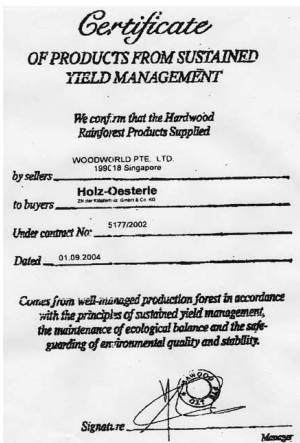 Certificate
OF PRODUCTS FROM SUSTAINED
YIELD MANAGEMENT
We confirm that the Hardwood
Rainforest Products Supplied
WOODWORLD PTE. LTD.
199018 Singapore
by sellers
Holz-Oesterle
to buyers
5177/2002
Under contract No:
01.09.2004
Dated
Comes from well-managed production forest in accordance
with the principles of sustained yield management,
the maintenance of ecological balance and the safe-
guarding of environmental quality and stability.
Signature
Manager